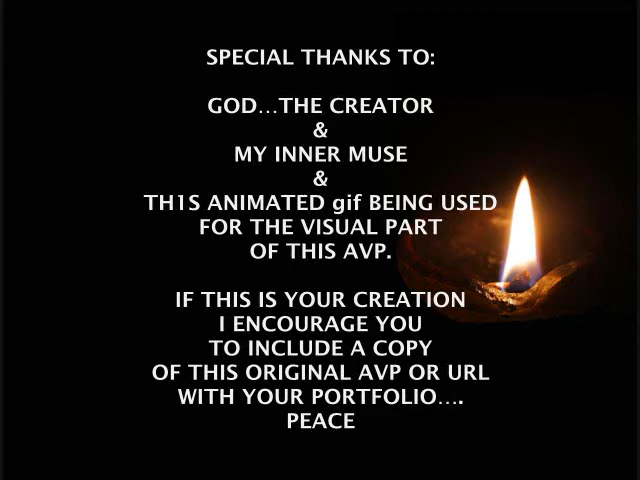 SPECIAL THANKS TO:
GOD...THE CREATOR
&
MY INNER MUSE
&
TH1S ANIMATED gif BEING USED
FOR THE VISUAL PART
OF THIS AVP.
IF THIS IS YOUR CREATION
I ENCOURAGE YOU
TO INCLUDE A COPY
OF THIS ORIGINAL AVP OR URL
WITH YOUR PORTFOLIO....
PEACE